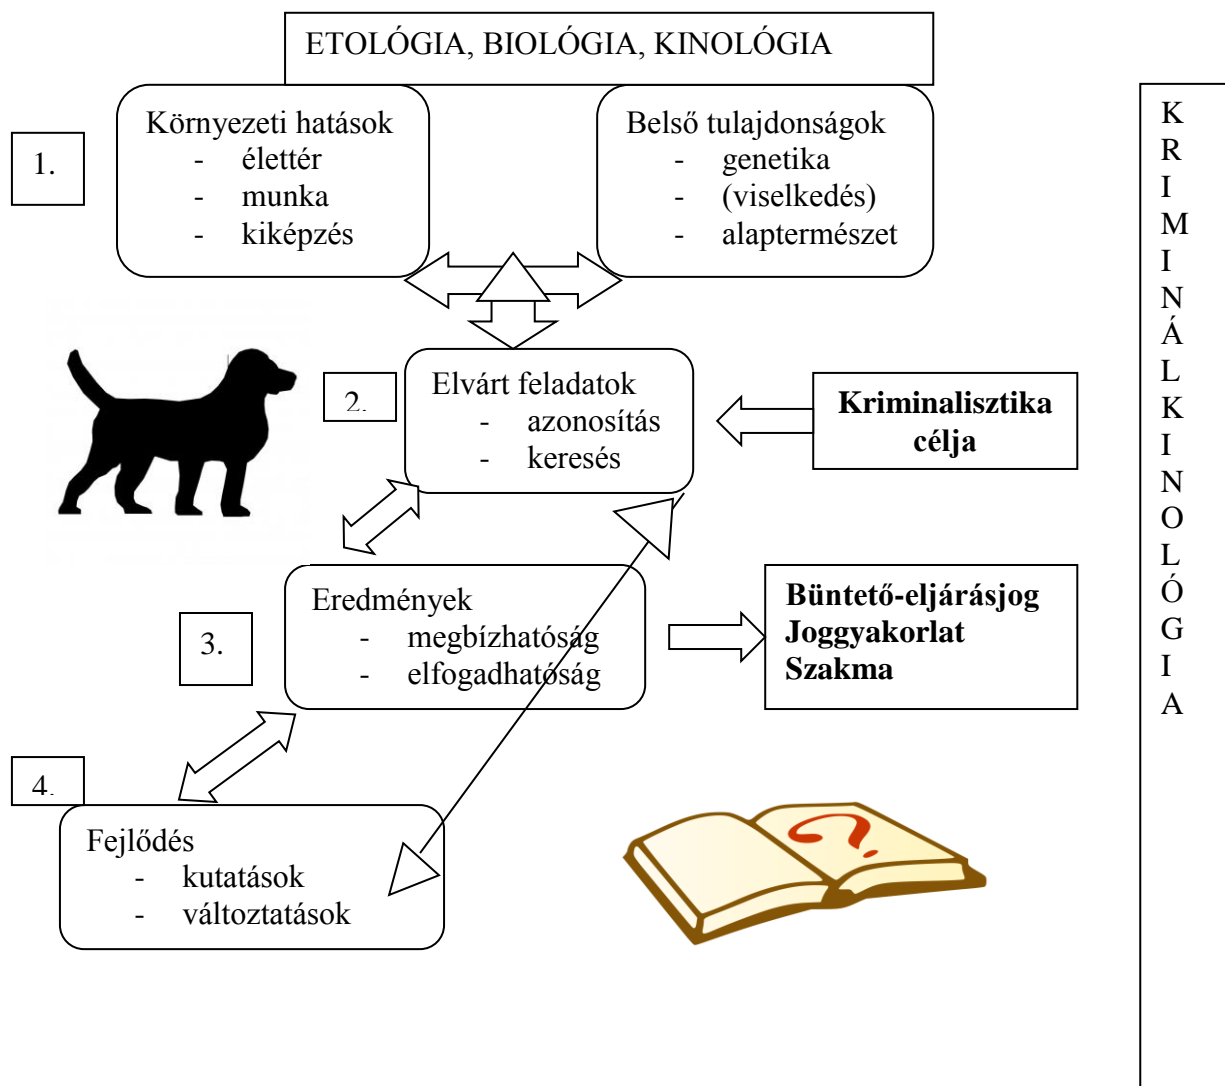 ETOLÓGIA, BIOLÓGIA, KINOLÓGIA
1.
Környezeti hatások
- élettér
- munka
- kiképzés
Belső tulajdonságok
- genetika
- (viselkedés)
- alaptermészet
2.
Elvárt feladatok
- azonosítás
- keresés
Kriminalisztika
célja
3.
Eredmények
- megbízhatóság
- elfogadhatóság
Büntető-eljárásjog
Joggyakorlat
Szakma
4.
Fejlődés
- kutatások
- változtatások
?
K
R
I
M
I
N
Á
L
K
I
N
O
L
Ó
G
I
A